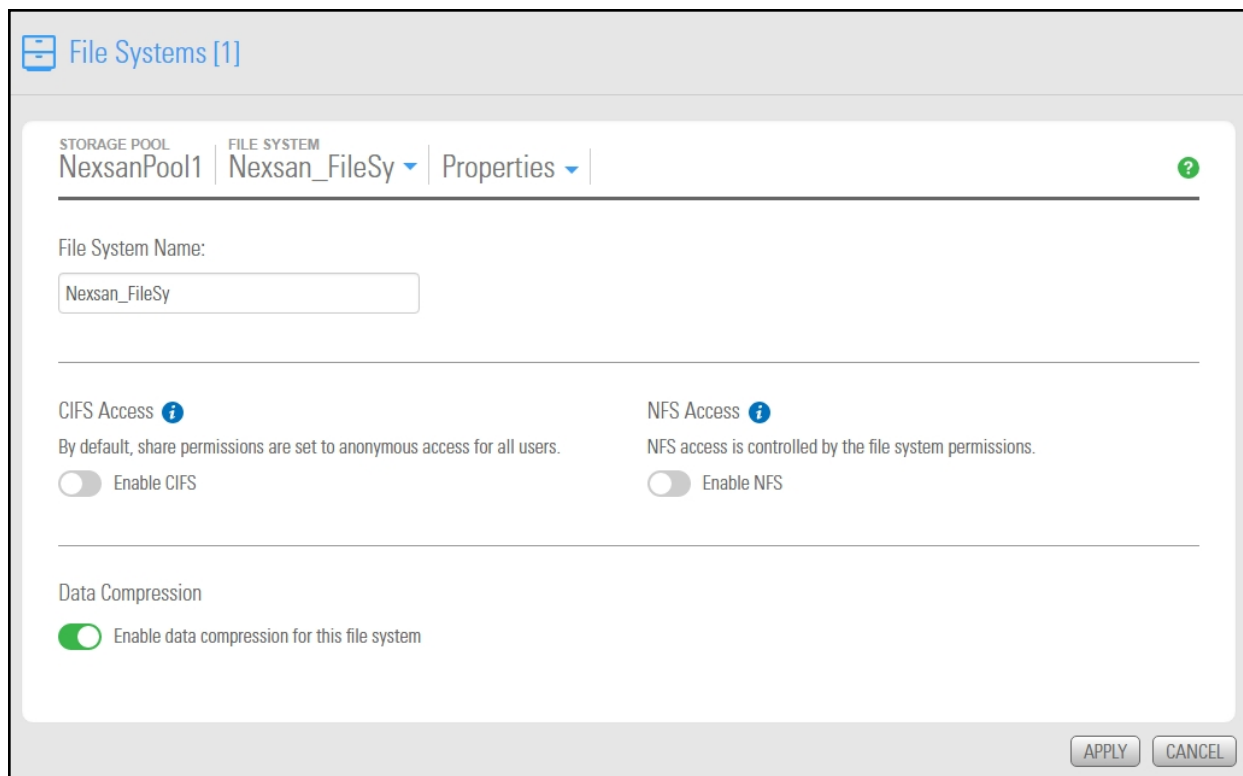 File Systems [1]
STORAGE POOL FILE SYSTEM
NexsanPool1 Nexsan_FileSy Properties
?
File System Name:
Nexsan_FileSy
CIFS Access i NFS Access i
By default, share permissions are set to anonymous access for all users. NFS access is controlled by the file system permissions.
Enable CIFS Enable NFS
Data Compression
Enable data compression for this file system
APPLY CANCEL